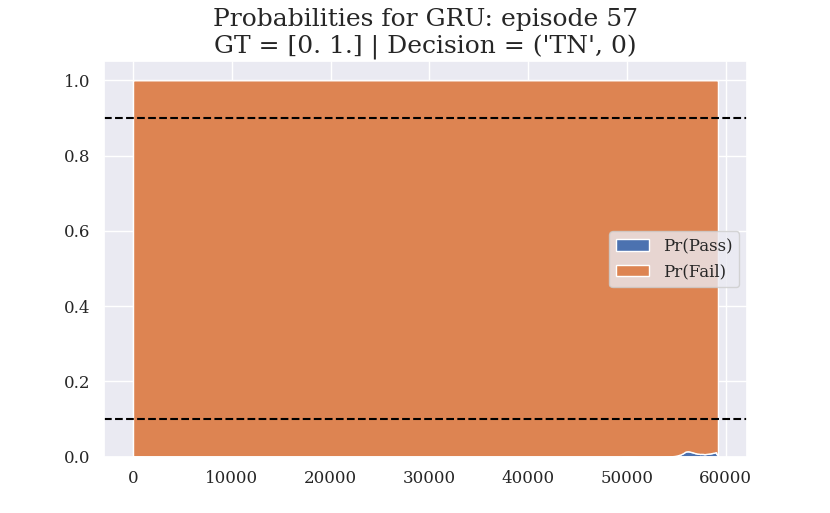 Probabilities for GRU: episode 57
GT = [0. 1.] | Decision = ('TN', 0)
1.0
0.8
0.6
0.4
0.2
0.0
Pr(Pass)
Pr(Fail)
0 10000 20000 30000 40000 50000 60000